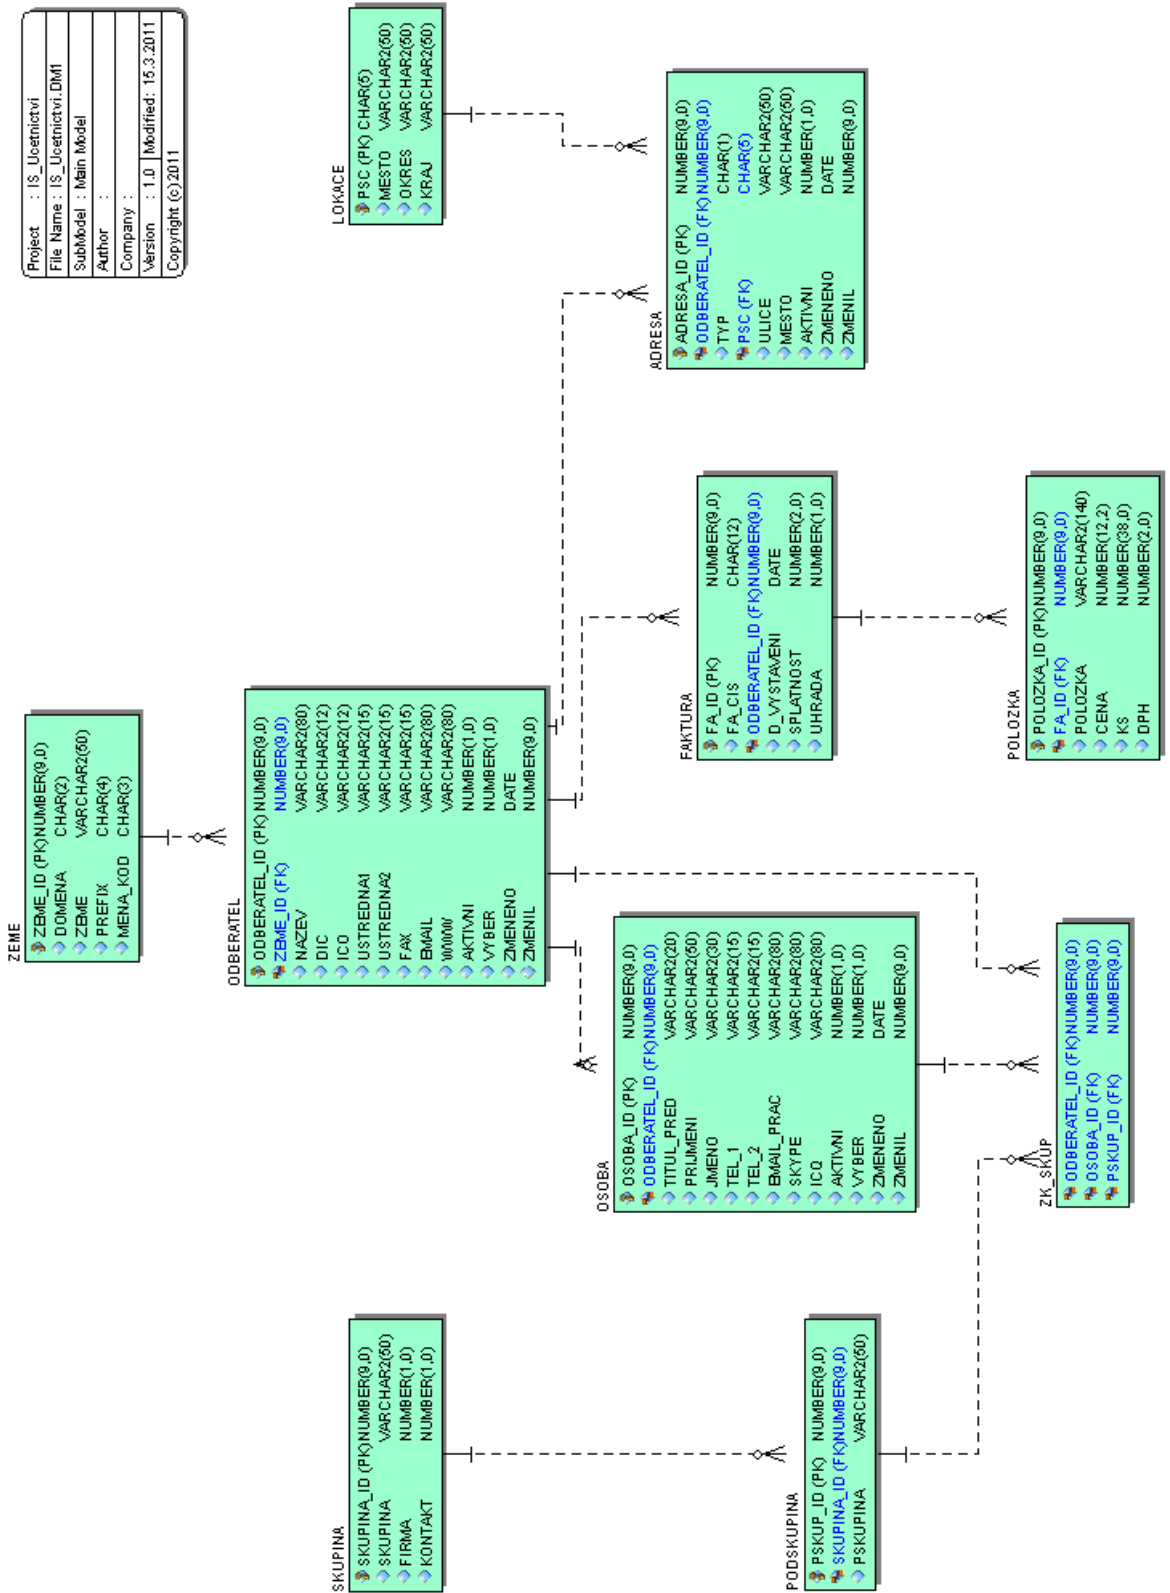 Project : IS_Ucetnictvi
File Name : IS_Ucetnictvi.DM1
SubModel : Main Model
Author :
Company :
Version : 1.0 Modified: 15.3.2011
Copyright (c) 2011
ZEME
ZEME_ID (PK) NUMBER(9,0)
DOMENA CHAR(2)
ZEME VARCHAR2(50)
PREFIX CHAR(4)
MENA_KOD CHAR(3)
ODBERATEL
ODBERATEL_ID (PK) NUMBER(9,0)
ZEME_ID (FK) NUMBER(9,0)
NAZEV VARCHAR2(80)
DIC VARCHAR2(12)
ICO VARCHAR2(12)
USTREDNA1 VARCHAR2(15)
USTREDNA2 VARCHAR2(15)
FAX VARCHAR2(15)
EMAIL VARCHAR2(80)
WWW VARCHAR2(80)
AKTIVNI NUMBER(1,0)
VYBER NUMBER(1,0)
ZMENENO DATE
ZMENIL NUMBER(9,0)
LOKACE
PSC (PK) CHAR(5)
MESTO VARCHAR2(50)
OKRES VARCHAR2(50)
KRAJ VARCHAR2(50)
SKUPINA
SKUPINA_ID (PK) NUMBER(9,0)
SKUPINA VARCHAR2(50)
FIRMA NUMBER(1,0)
KONTAKT NUMBER(1,0)
OSOBA
OSOBA_ID (PK) NUMBER(9,0)
ODBERATEL_ID (FK) NUMBER(9,0)
TITUL_PRED VARCHAR2(20)
PRIJMENI VARCHAR2(50)
JMENO VARCHAR2(30)
TEL_1 VARCHAR2(15)
TEL_2 VARCHAR2(15)
EMAIL_PRAC VARCHAR2(80)
SKYPE VARCHAR2(80)
ICQ VARCHAR2(80)
AKTIVNI NUMBER(1,0)
VYBER NUMBER(1,0)
ZMENENO DATE
ZMENIL NUMBER(9,0)
FAKTURA
FA_ID (PK) NUMBER(9,0)
FA_CIS CHAR(12)
ODBERATEL_ID (FK) NUMBER(9,0)
D_VYSTAVENI DATE
SPLATNOST NUMBER(2,0)
UHRADA NUMBER(1,0)
ADRESA
ADRESA_ID (PK) NUMBER(9,0)
ODBERATEL_ID (FK) NUMBER(9,0)
TYP CHAR(1)
PSC (FK) CHAR(5)
ULICE VARCHAR2(50)
MESTO VARCHAR2(50)
AKTIVNI NUMBER(1,0)
ZMENENO DATE
ZMENIL NUMBER(9,0)
PODSKUPINA
PSKUP_ID (PK) NUMBER(9,0)
SKUPINA_ID (FK) NUMBER(9,0)
PSKUPINA VARCHAR2(50)
ZK_SKUP
ODBERATEL_ID (FK) NUMBER(9,0)
OSOBA_ID (FK) NUMBER(9,0)
PSKUP_ID (FK) NUMBER(9,0)
POLOZKA
POLOZKA_ID (PK) NUMBER(9,0)
FA_ID (FK) NUMBER(9,0)
POLOZKA VARCHAR2(140)
CENA NUMBER(12,2)
KS NUMBER(38,0)
DPH NUMBER(2,0)